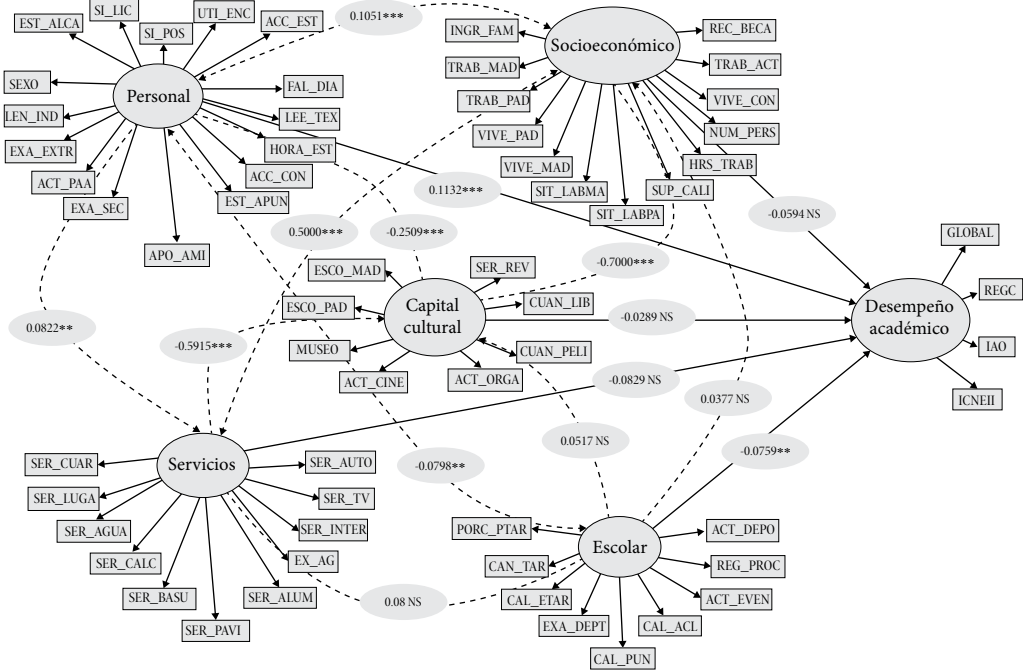 EST_ALCA
SI_LIC
SI_POS
UTI_ENC
ACC_EST
SEXO
Personal
FAL_DIA
LEN_IND
LEE_TEX
EXA_EXTR
HORA_EST
ACT_PAA
ACC_CON
EXA_SEC
EST_APUN
APO_AMI
0.1051***
INGR_FAM
Socioeconómico
REC_BECA
TRAB_MAD
TRAB_ACT
TRAB_PAD
VIVE_CON
VIVE_PAD
NUM_PERS
VIVE_MAD
HRS_TRAB
SIT_LABMA
SUP_CALI
SIT_LABPA
0.1132***
-0.0594 NS
0.5000***
-0.2509***
-0.7000***
ESCO_MAD
SER_REV
ESCO_PAD
Capital
cultural
CUAN_LIB
MUSEO
CUAN_PELI
ACT_CINE
ACT_ORGA
-0.0289 NS
GLOBAL
REGC
Desempeño
académico
IAO
ICNEII
0.0822**
-0.5915***
-0.0829 NS
0.0377 NS
0.0517 NS
-0.0798**
-0.0759**
SER_CUAR
Servicios
SER_AUTO
SER_LUGA
SER_TV
SER_AGUA
SER_INTER
SER_CALC
EX_AG
SER_BASU
SER_ALUM
SER_PAVI
0.08 NS
PORC_PTAR
Escolar
ACT_DEPO
CAN_TAR
REG_PROC
CAL_ETAR
ACT_EVEN
EXA_DEPT
CAL_ACL
CAL_PUN